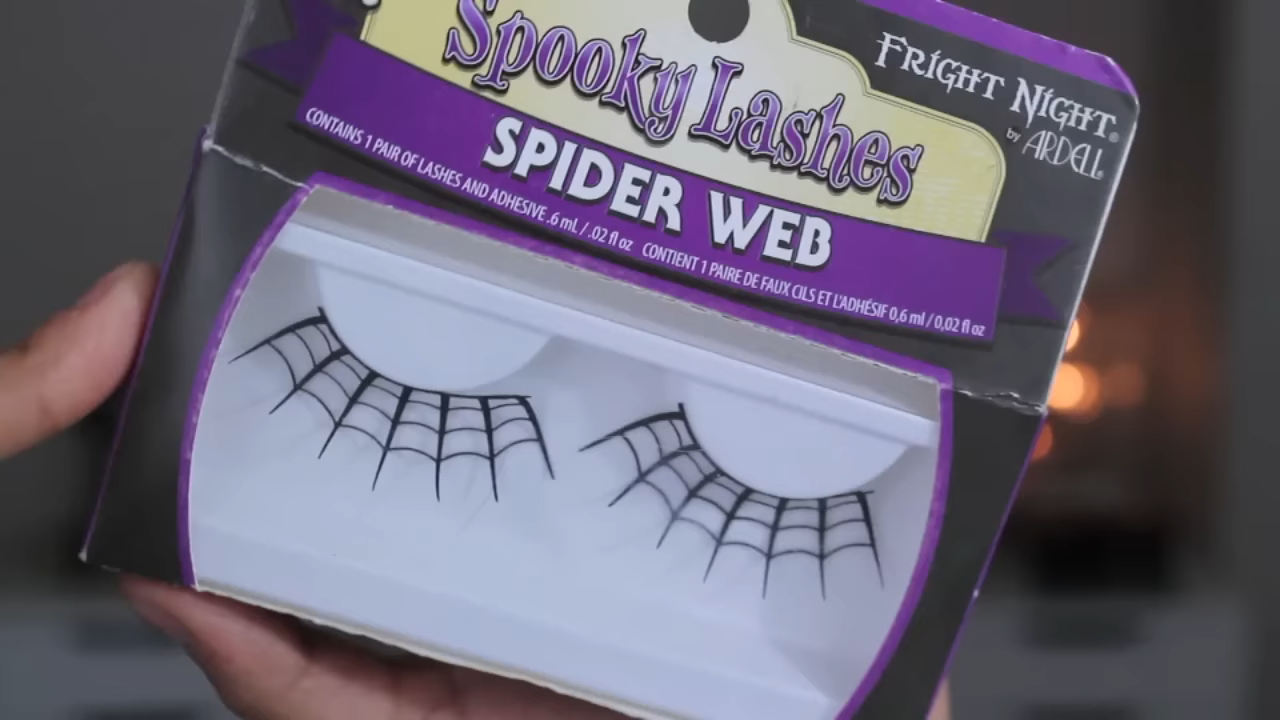 Spooky Lashes
FRIGHT NIGHT®
by ARDELL®
SPIDER WEB
CONTAINS 1 PAIR OF LASHES AND ADHESIVE .6 mL / .02 fl oz CONTIENT 1 PAIRE DE FAUX CILS ET L'ADHÉSIF 0,6 ml / 0,02 fl oz